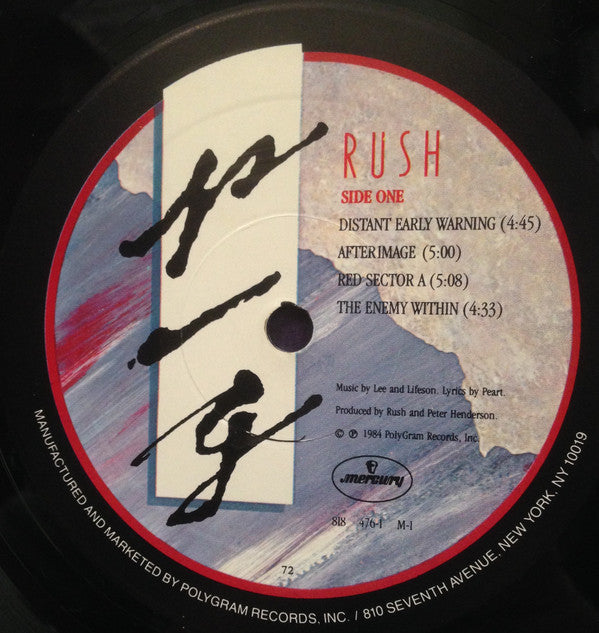 P
—
g
RUSH
SIDE ONE
DISTANT EARLY WARNING (4:45)
AFTERIMAGE (5:00)
RED SECTOR A (5:08)
THE ENEMY WITHIN (4:33)
Music by Lee and Lifeson. Lyrics by Peart.
Produced by Rush and Peter Henderson.
© ℗ 1984 PolyGram Records, Inc.
mercury
818 476-1 M-1
72
MANUFACTURED AND MARKETED BY POLYGRAM RECORDS, INC. / 810 SEVENTH AVENUE, NEW YORK, NY 10019